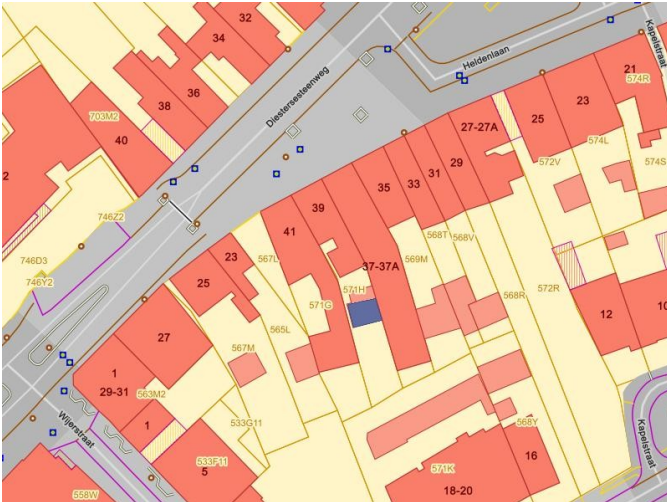 32
34
36
38
703M2
40
2
Diestersesteenweg
Heldenlaan
Kapelstraat
21
574R
23
25
27-27A
574L
574S
572V
29
31
33
35
39
41
568T
568V
569M
37-37A
746Z2
746D3
746Y2
567L
23
25
571H
571G
568R
572R
565L
12
10
27
567M
1
29-31
563M2
1
Wijerstraat
533G11
533F11
5
568Y
571K
16
18-20
558W
Kapelstraat